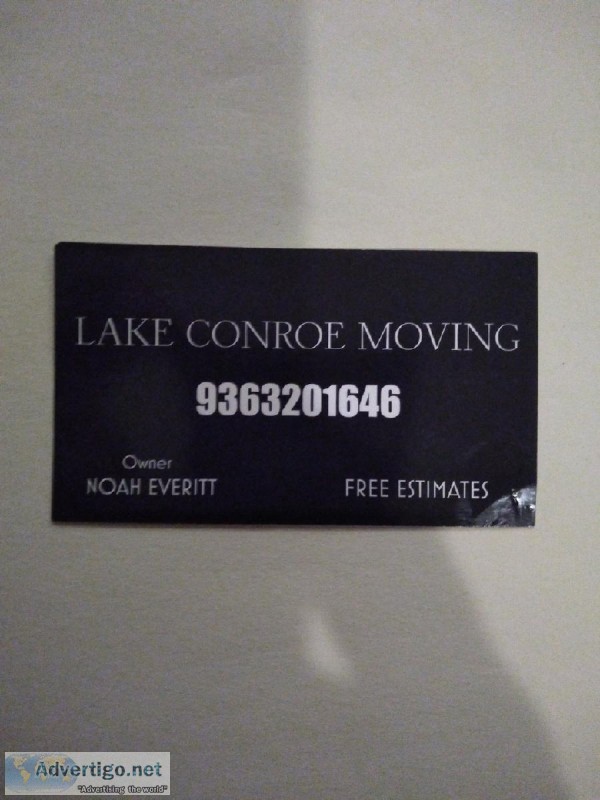 LAKE CONROE MOVING
9363201646
Owner
NOAH EVERITT
FREE ESTIMATES
Advertigo.net
"Advertising the world"